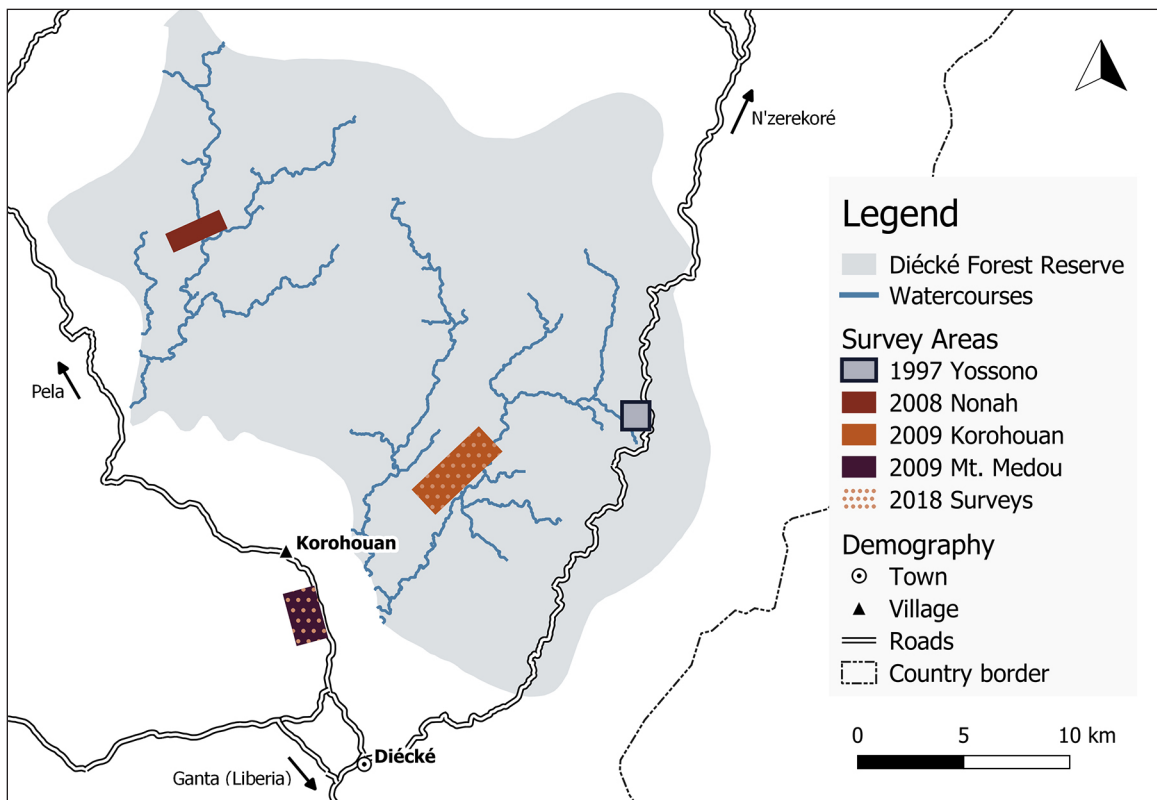 N'zerekoré
Pela
Korohouan
Diécké
Ganta (Liberia)
Legend
Diécké Forest Reserve
Watercourses
Survey Areas
1997 Yossono
2008 Nonah
2009 Korohouan
2009 Mt. Medou
2018 Surveys
Demography
Town
Village
Roads
Country border
0 5 10 km